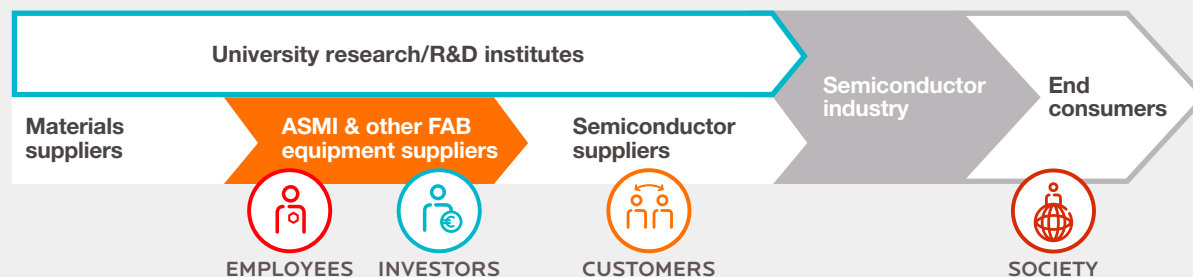 University research/R&D institutes
Semiconductor
industry
End
consumers
Materials
suppliers
ASMI & other FAB
equipment suppliers
Semiconductor
suppliers
EMPLOYEES
INVESTORS
CUSTOMERS
SOCIETY